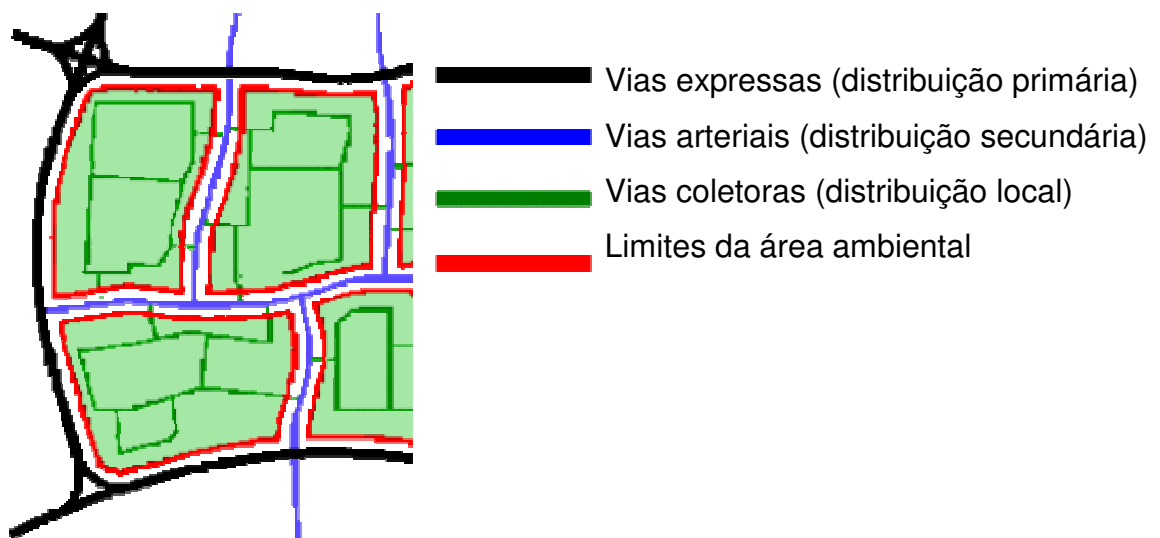 Vias expressas (distribuição primária)
Vias arteriais (distribuição secundária)
Vias coletoras (distribuição local)
Limites da área ambiental